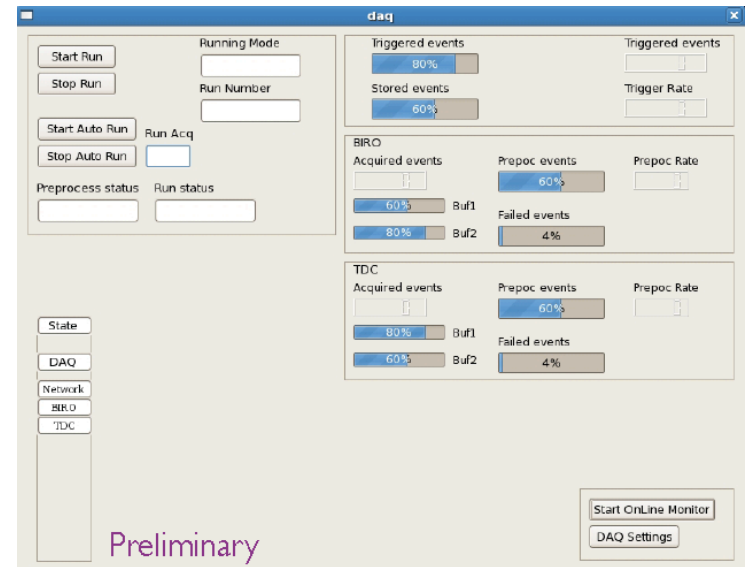 daq
Start Run
Stop Run
Running Mode
Run Number
Start Auto Run
Stop Auto Run
Run Acq
Preprocess status
Run status
Triggered events
80%
Triggered events
Stored events
60%
Trigger Rate
BIRO
Acquired events
Prepoc events
Prepoc Rate
60%
60%
Buf1
Failed events
80%
Buf2
4%
TDC
Acquired events
Prepoc events
Prepoc Rate
60%
80%
Buf1
Failed events
60%
Buf2
4%
State
DAQ
Network
BIRO
TDC
Start OnLine Monitor
DAQ Settings
Preliminary